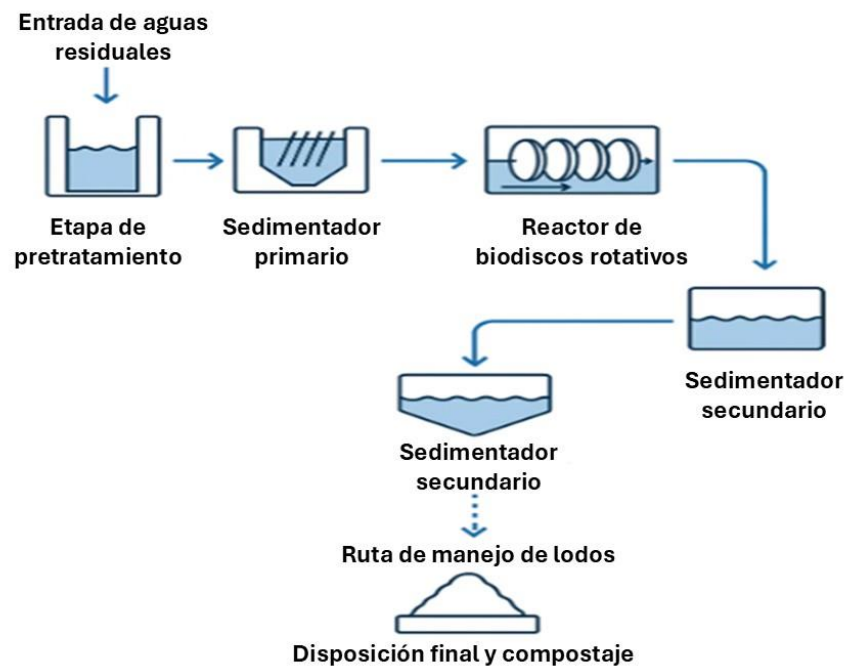 Entrada de aguas
residuales
Etapa de
pretratamiento
Sedimentador
primario
Reactor de
biodiscos rotativos
Sedimentador
secundario
Sedimentador
secundario
Ruta de manejo de lodos
Disposición final y compostaje